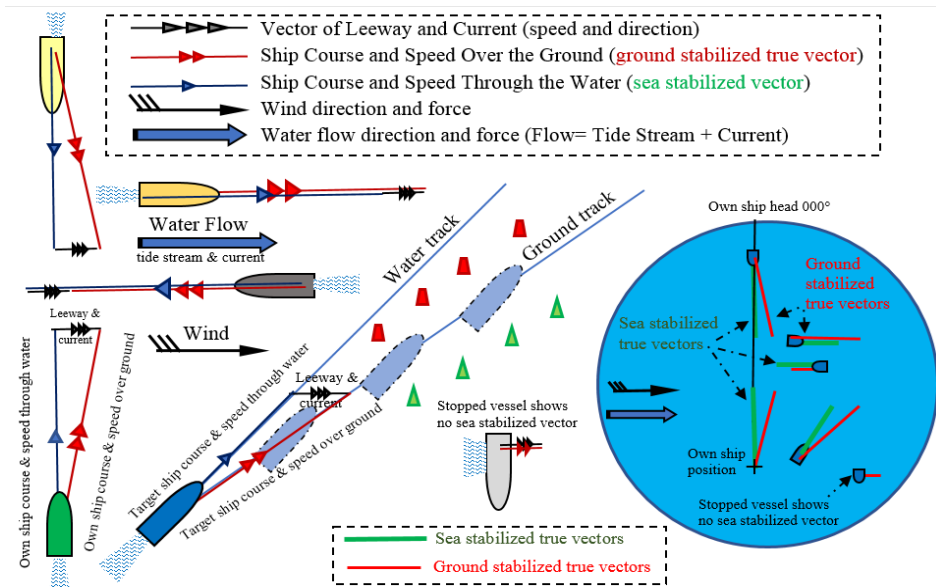 Vector of Leeway and Current (speed and direction)
Ship Course and Speed Over the Ground (ground stabilized true vector)
Ship Course and Speed Through the Water (sea stabilized vector)
Wind direction and force
Water flow direction and force (Flow= Tide Stream + Current)
Water Flow
tide stream & current
Leeway &
current
Wind
Own ship course & speed through water
Own ship course & speed over ground
Water track
Ground track
Target ship course & speed through water
Leeway &
current
Target ship course & speed over ground
Stopped vessel shows
no sea stabilized vector
Own ship head 000°
Ground
stabilized
true vectors
Sea stabilized
true vectors
Own ship
position
Stopped vessel shows
no sea stabilized vector
Sea stabilized true vectors
Ground stabilized true vectors